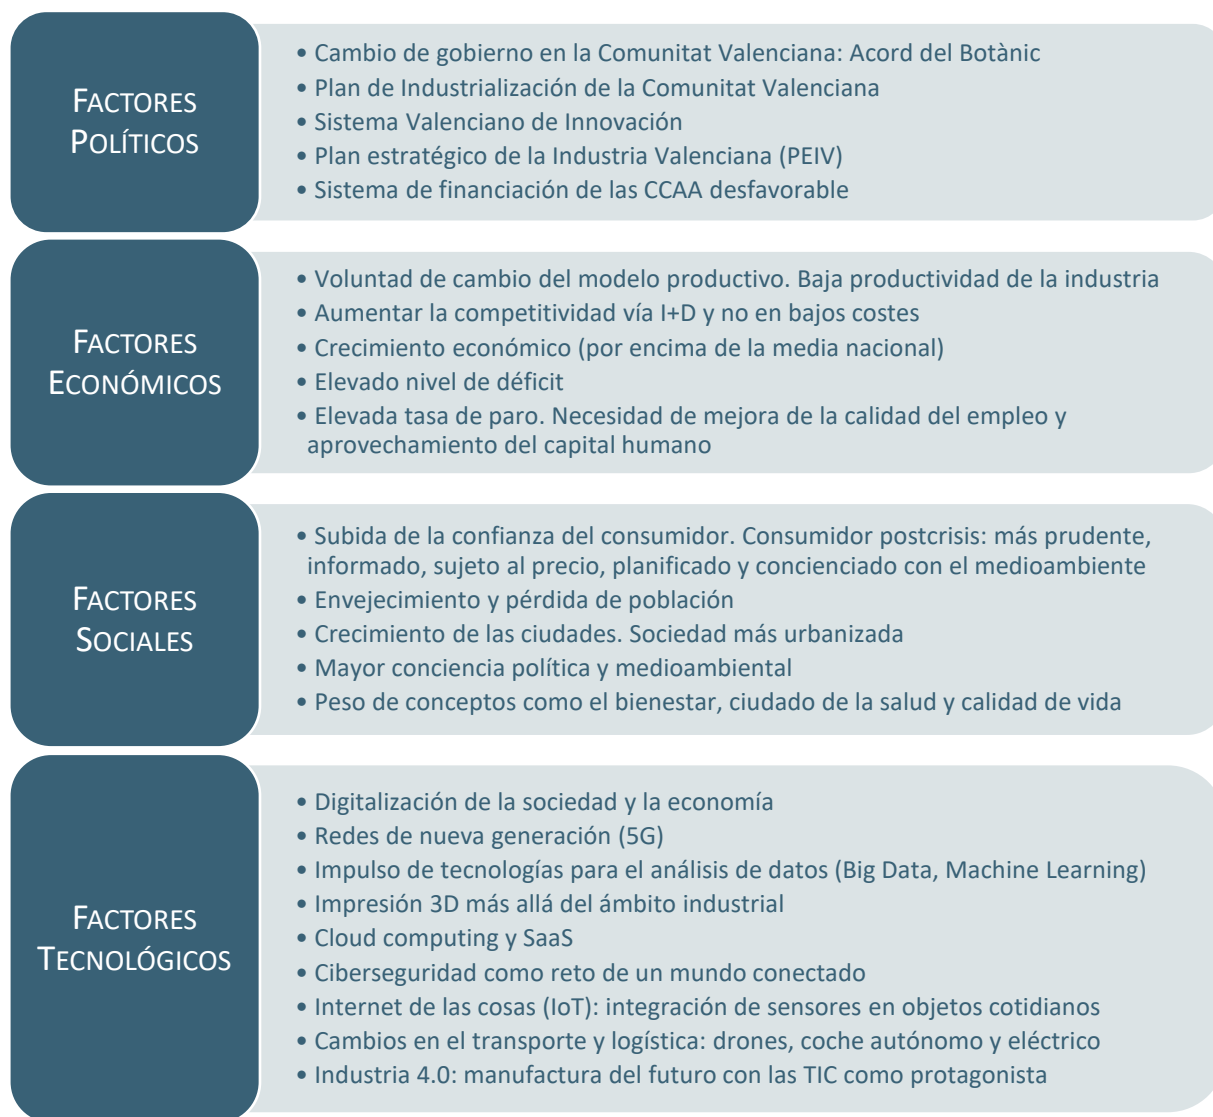 FACTORES
POLÍTICOS
• Cambio de gobierno en la Comunitat Valenciana: Acord del Botànic
• Plan de Industrialización de la Comunitat Valenciana
• Sistema Valenciano de Innovación
• Plan estratégico de la Industria Valenciana (PEIV)
• Sistema de financiación de las CCAA desfavorable
FACTORES
ECONÓMICOS
• Voluntad de cambio del modelo productivo. Baja productividad de la industria
• Aumentar la competitividad vía I+D y no en bajos costes
• Crecimiento económico (por encima de la media nacional)
• Elevado nivel de déficit
• Elevada tasa de paro. Necesidad de mejora de la calidad del empleo y
aprovechamiento del capital humano
FACTORES
SOCIALES
• Subida de la confianza del consumidor. Consumidor postcrisis: más prudente,
informado, sujeto al precio, planificado y concienciado con el medioambiente
• Envejecimiento y pérdida de población
• Crecimiento de las ciudades. Sociedad más urbanizada
• Mayor conciencia política y medioambiental
• Peso de conceptos como el bienestar, ciudado de la salud y calidad de vida
FACTORES
TECNOLÓGICOS
• Digitalización de la sociedad y la economía
• Redes de nueva generación (5G)
• Impulso de tecnologías para el análisis de datos (Big Data, Machine Learning)
• Impresión 3D más allá del ámbito industrial
• Cloud computing y SaaS
• Ciberseguridad como reto de un mundo conectado
• Internet de las cosas (IoT): integración de sensores en objetos cotidianos
• Cambios en el transporte y logística: drones, coche autónomo y eléctrico
• Industria 4.0: manufactura del futuro con las TIC como protagonista